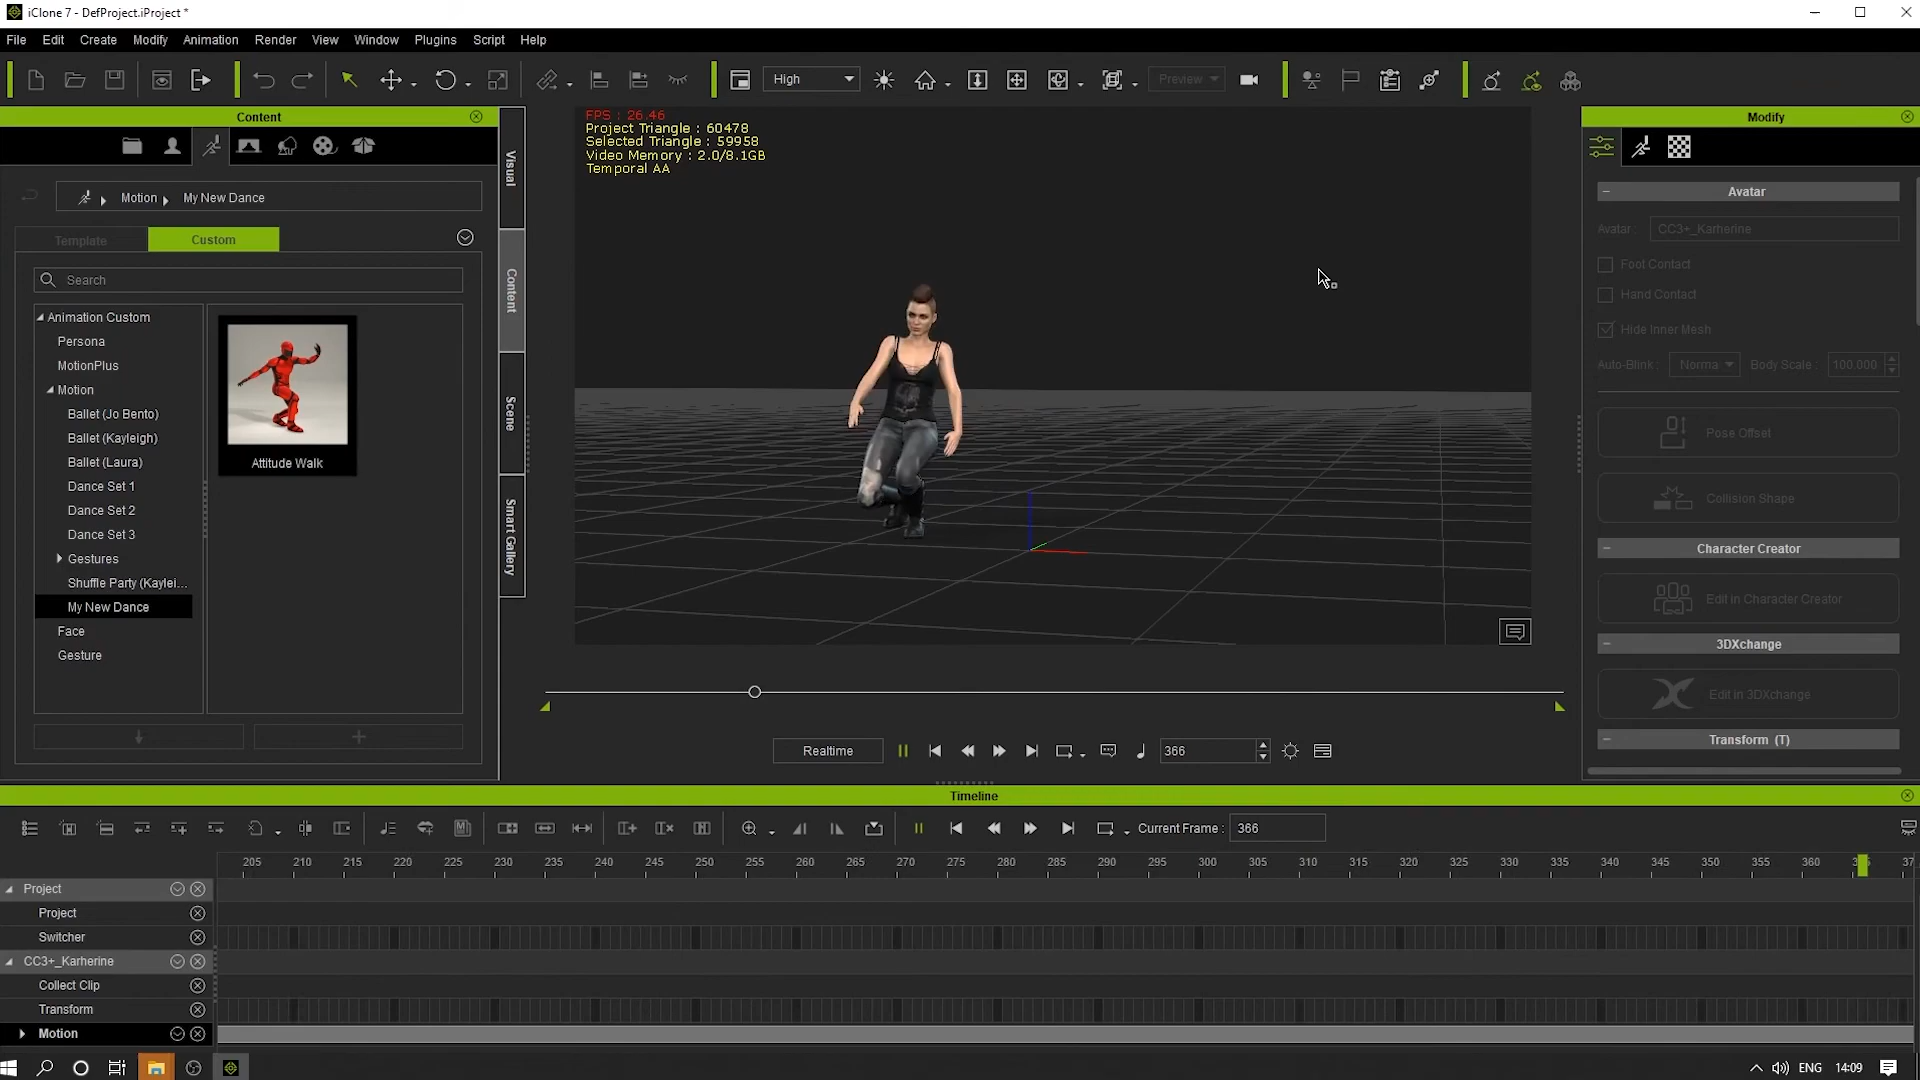 iClone 7 - DefProject.iProject *
File Edit Create Modify Animation Render View Window Plugins Script Help
High
Preview
Content
Modify
FPS : 26.46
Project Triangle : 60478
Selected Triangle : 59958
Video Memory : 2.0/8.1GB
Temporal AA
Visual
Content
Scene
Smart Gallery
Motion My New Dance
Template Custom
Search
Animation Custom
Persona
MotionPlus
Motion
Ballet (Jo Bento)
Ballet (Kayleigh)
Ballet (Laura)
Dance Set 1
Dance Set 2
Dance Set 3
Gestures
Shuffle Party (Kaylei...
My New Dance
Face
Gesture
Attitude Walk
Avatar
Avatar : CC3+_Karherine
Foot Contact
Hand Contact
Hide Inner Mesh
Auto-Blink : Norma Body Scale : 100.000
Pose Offset
Collision Shape
Character Creator
Edit in Character Creator
3DXchange
Edit in 3DXchange
Transform (T)
Realtime 366
Timeline
Current Frame : 366
205 210 215 220 225 230 235 240 245 250 255 260 265 270 275 280 285 290 295 300 305 310 315 320 325 330 335 340 345 350 355 360
Project
Project
Switcher
CC3+_Karherine
Collect Clip
Transform
Motion
ENG 14:09